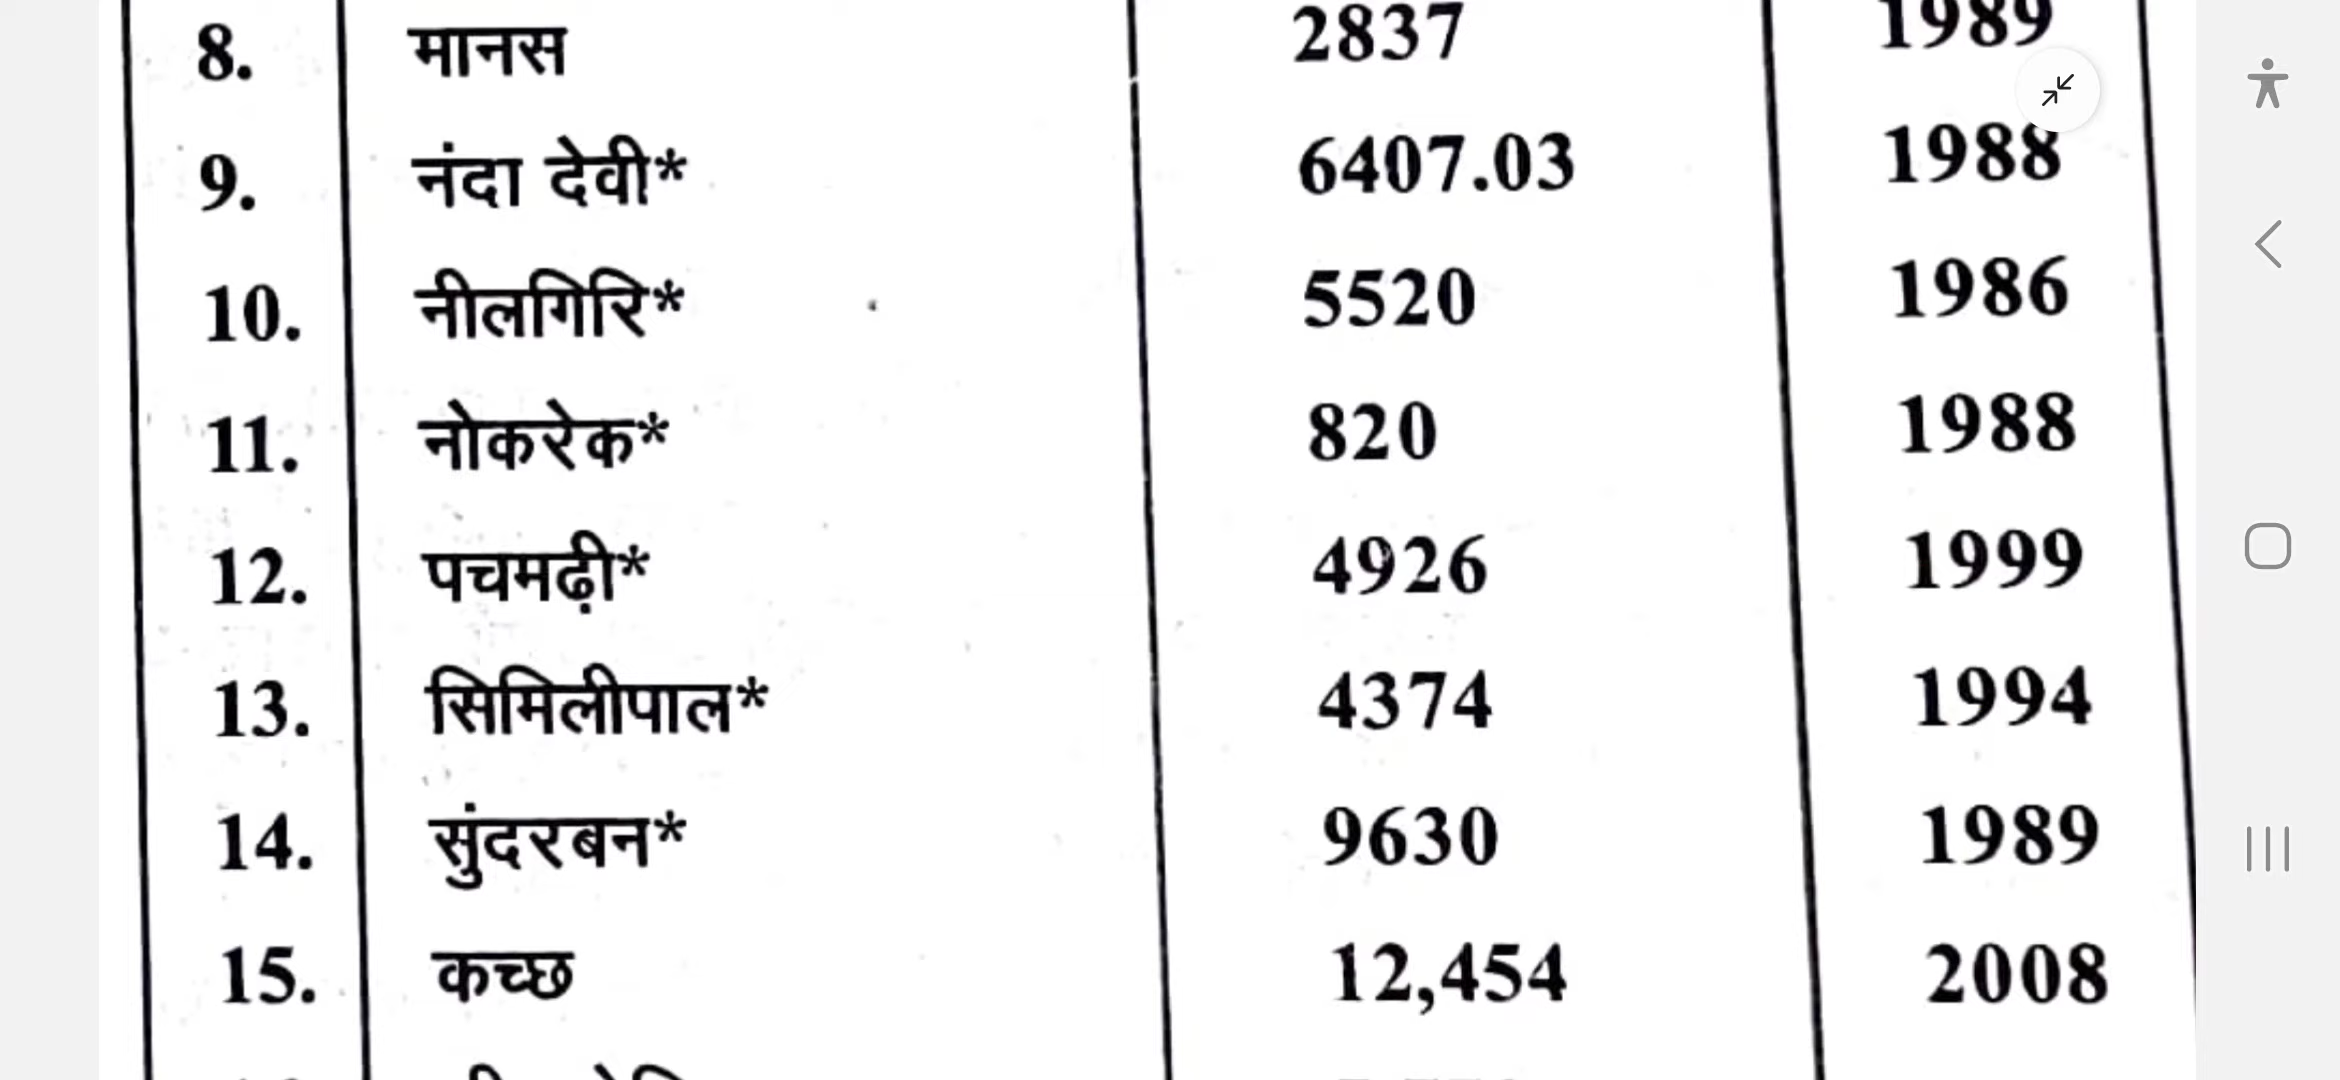 8. मानस 2837 1989
9. नंदा देवी* 6407.03 1988
10. नीलगिरि* 5520 1986
11. नोकरेक* 820 1988
12. पचमढ़ी* 4926 1999
13. सिमिलीपाल* 4374 1994
14. सुंदरबन* 9630 1989
15. कच्छ 12,454 2008